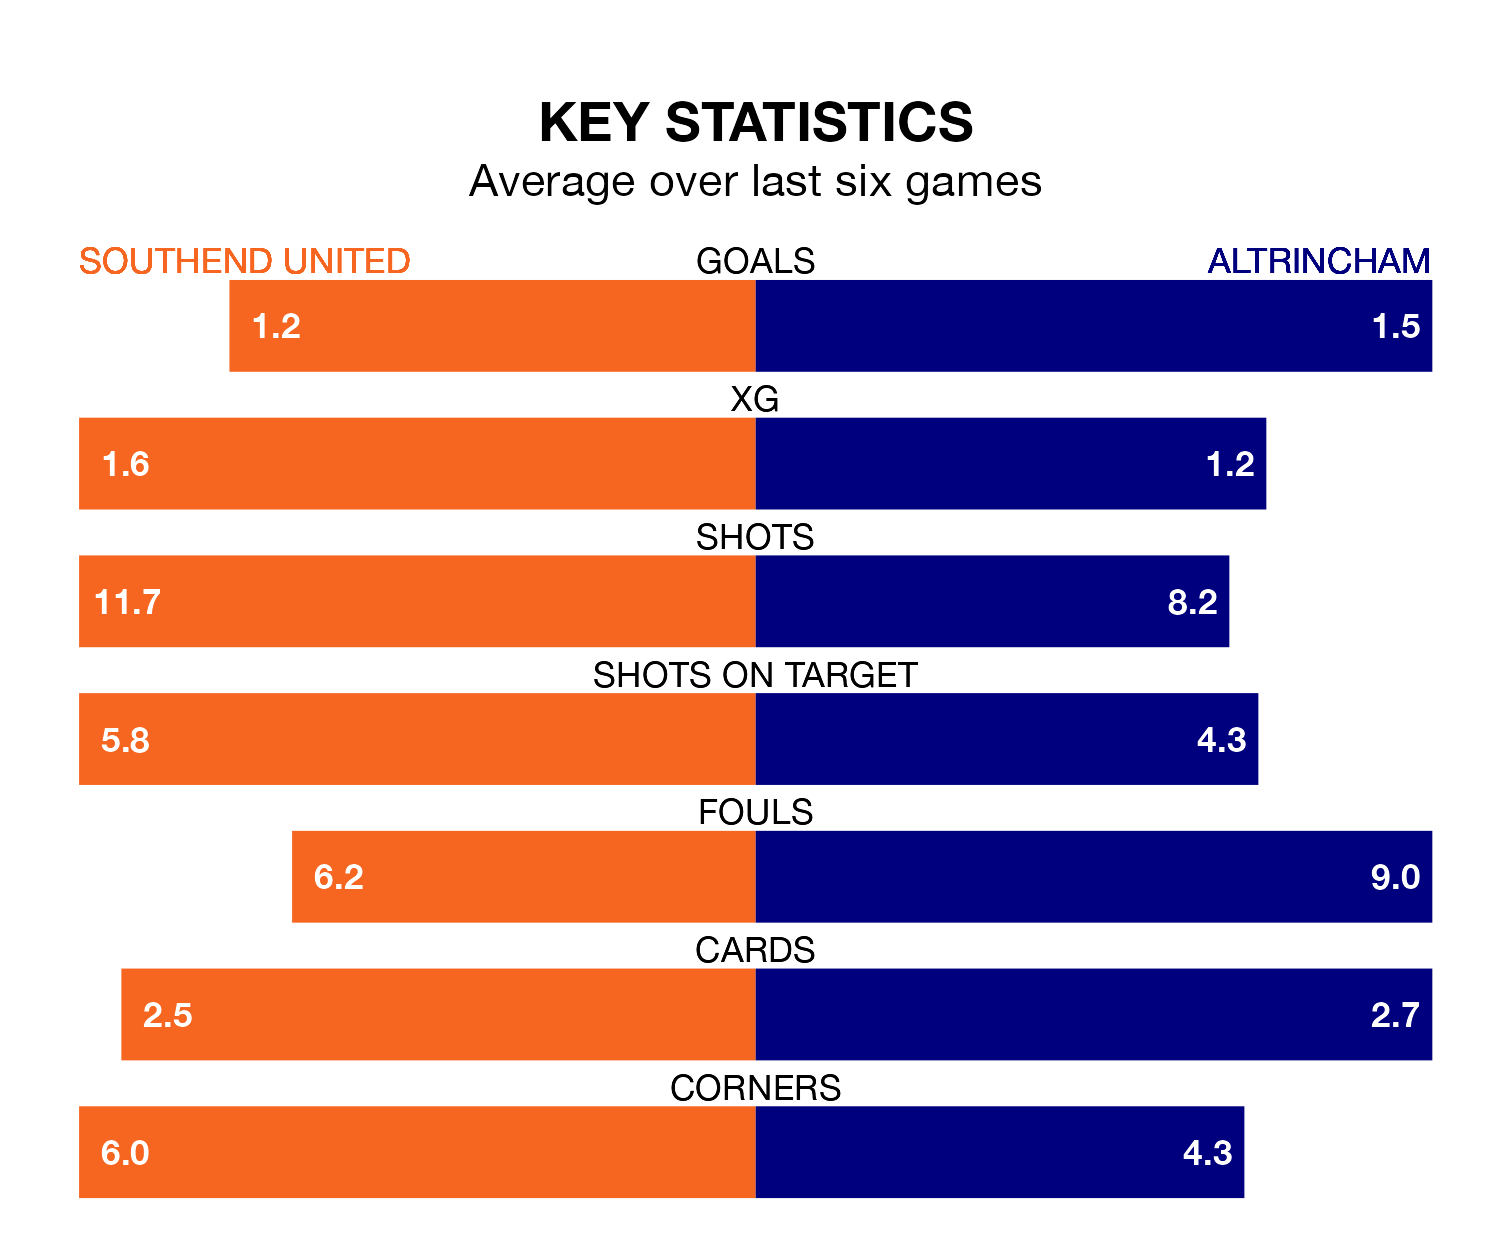 KEY STATISTICS
Average over last six games
SOUTHEND UNITED GOALS ALTRINCHAM
1.2 1.5
XG
1.6 1.2
SHOTS
11.7 8.2
SHOTS ON TARGET
5.8 4.3
FOULS
6.2 9.0
CARDS
2.5 2.7
CORNERS
6.0 4.3